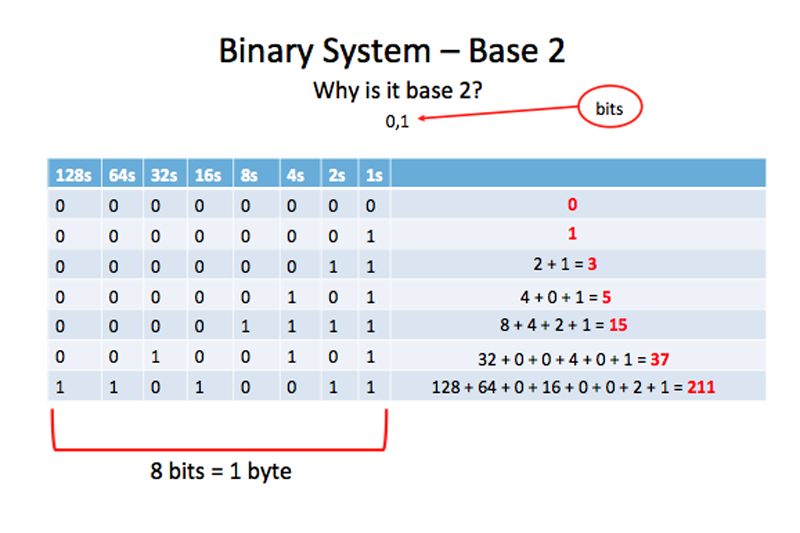 Binary System – Base 2
Why is it base 2?
bits
0,1
128s 64s 32s 16s 8s 4s 2s 1s
0 0 0 0 0 0 0 0 0
0 0 0 0 0 0 0 1 1
0 0 0 0 0 0 1 1 2 + 1 = 3
0 0 0 0 0 1 0 1 4 + 0 + 1 = 5
0 0 0 0 1 1 1 1 8 + 4 + 2 + 1 = 15
0 0 1 0 0 1 0 1 32 + 0 + 0 + 4 + 0 + 1 = 37
1 1 0 1 0 0 1 1 128 + 64 + 0 + 16 + 0 + 0 + 2 + 1 = 211
8 bits = 1 byte